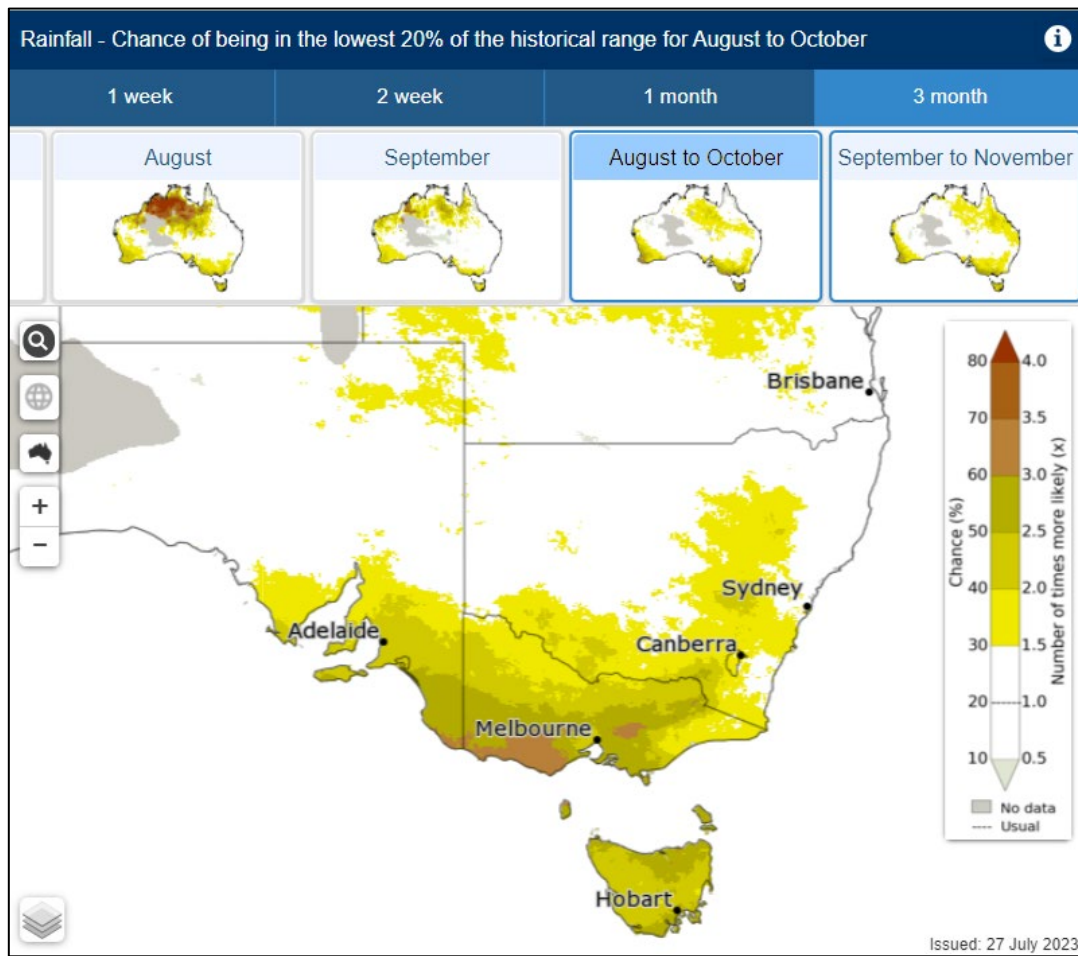 Rainfall - Chance of being in the lowest 20% of the historical range for August to October
i
1 week
2 week
1 month
3 month
August
September
August to October
September to November
+
−
Brisbane
Sydney
Adelaide
Canberra
Melbourne
Hobart
Chance (%)
80
70
60
50
40
30
20
10
4.0
3.5
3.0
2.5
2.0
1.5
1.0
0.5
Number of times more likely (x)
No data
---- Usual
Issued: 27 July 2023